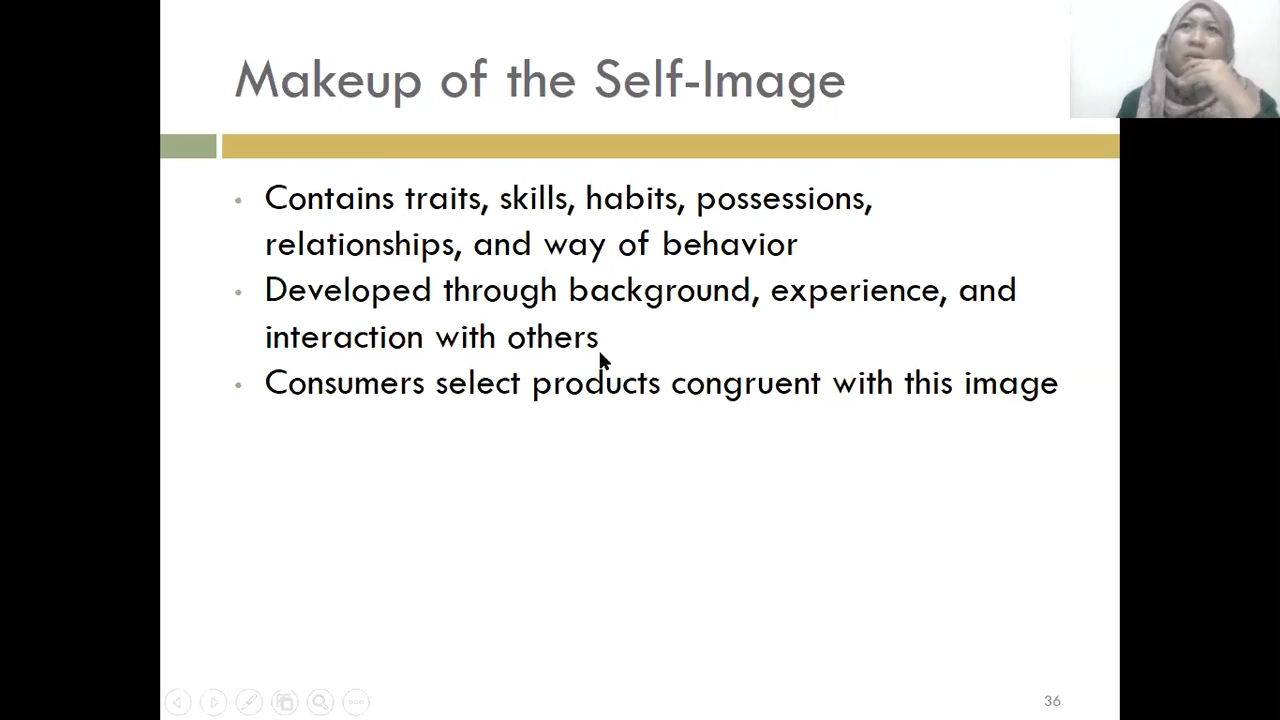 Makeup of the Self-Image
• Contains traits, skills, habits, possessions,
relationships, and way of behavior
• Developed through background, experience, and
interaction with others
• Consumers select products congruent with this image
36